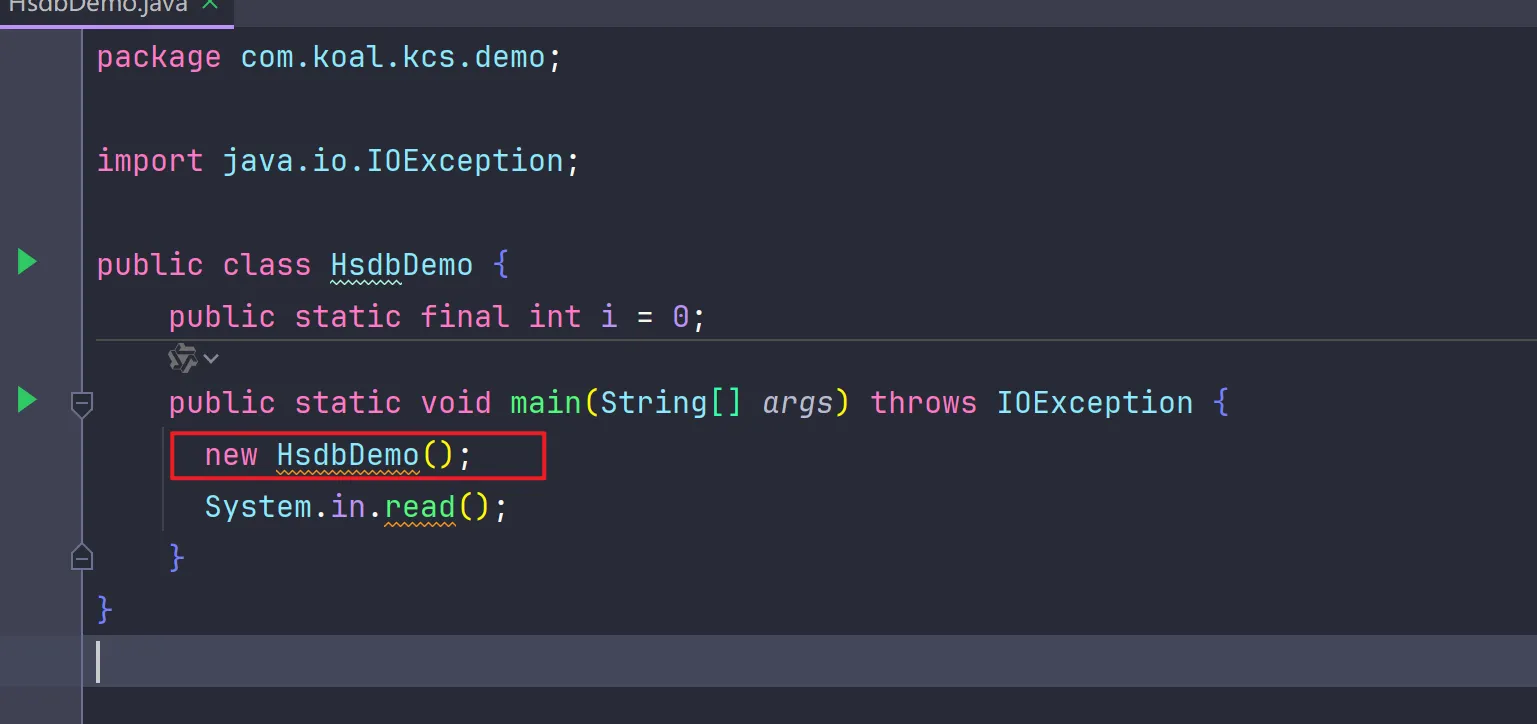 HsdbDemo.java
package com.koal.kcs.demo;
import java.io.IOException;
public class HsdbDemo {
public static final int i = 0;
public static void main(String[] args) throws IOException {
new HsdbDemo();
System.in.read();
}
}